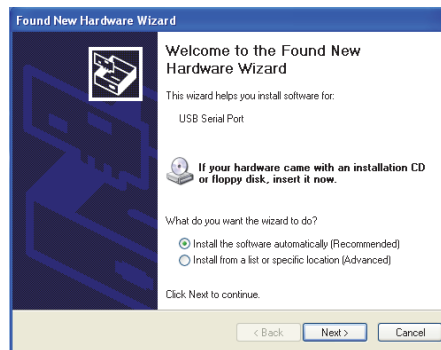 Found New Hardware Wizard
Welcome to the Found New
Hardware Wizard
This wizard helps you install software for:
USB Serial Port
If your hardware came with an installation CD
or floppy disk, insert it now.
What do you want the wizard to do?
Install the software automatically (Recommended)
Install from a list or specific location (Advanced)
Click Next to continue.
< Back Next > Cancel